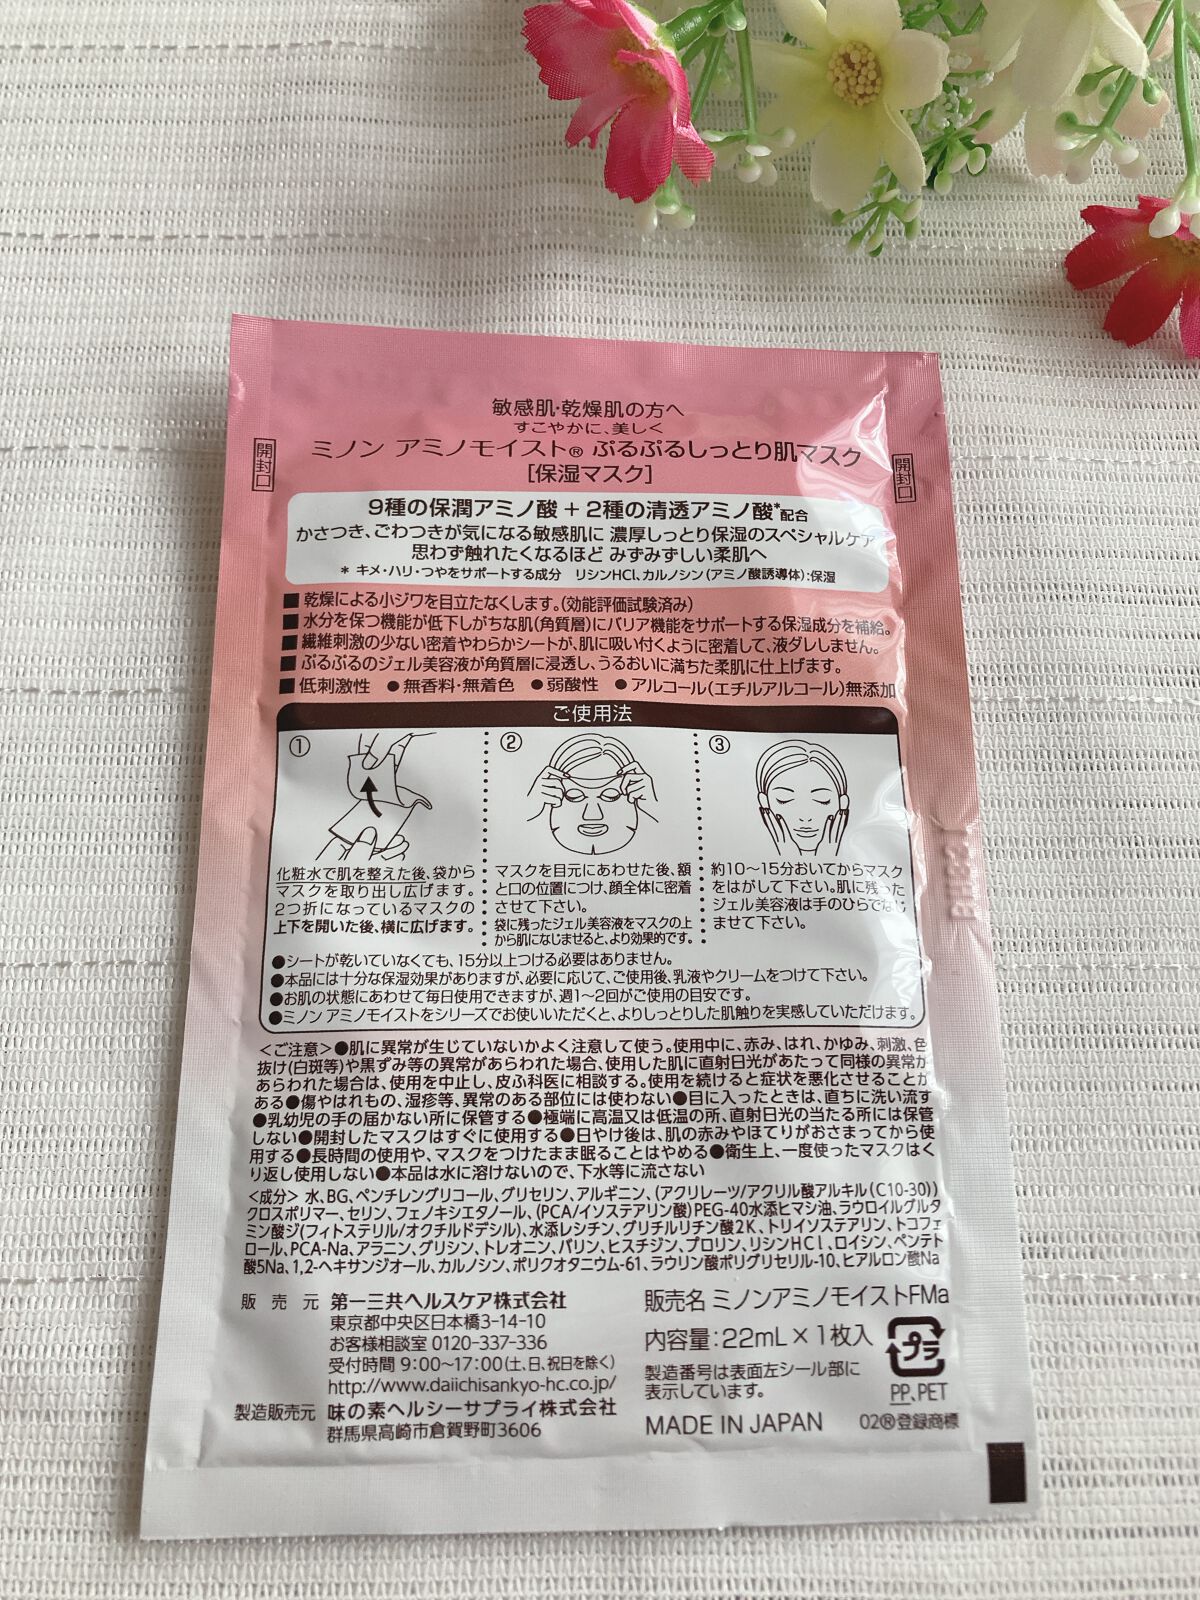 敏感肌・乾燥肌の方へ
すこやかに、美しく
ミノン アミノモイスト® ぷるぷるしっとり肌マスク
[保湿マスク]
開封口
開封口
9種の保潤アミノ酸 + 2種の清透アミノ酸*配合
かさつき、ごわつきが気になる敏感肌に 濃厚しっとり保湿のスペシャルケア
思わず触れたくなるほど みずみずしい柔肌へ
* キメ・ハリ・つやをサポートする成分 リシンHCl、カルノシン(アミノ酸誘導体):保湿
■ 乾燥による小ジワを目立たなくします。(効能評価試験済み)
■ 水分を保つ機能が低下しがちな肌(角質層)にバリア機能をサポートする保湿成分を補給。
■ 繊維刺激の少ない密着やわらかシートが、肌に吸い付くように密着して、液ダレしません。
■ ぷるぷるのジェル美容液が角質層に浸透し、うるおいに満ちた柔肌に仕上げます。
■ 低刺激性 ●無香料・無着色 ●弱酸性 ●アルコール(エチルアルコール)無添加
ご使用法
①
化粧水で肌を整えた後、袋から
マスクを取り出し広げます。
2つ折になっているマスクの
上下を開いた後、横に広げます。
②
マスクを目元にあわせた後、額
と口の位置につけ、顔全体に密着
させて下さい。
袋に残ったジェル美容液をマスクの上
から肌になじませると、より効果的です。
③
約10〜15分おいてからマスク
をはがして下さい。肌に残った
ジェル美容液は手のひらでなじ
ませて下さい。
●シートが乾いていなくても、15分以上つける必要はありません。
●本品には十分な保湿効果がありますが、必要に応じて、ご使用後、乳液やクリームをつけて下さい。
●お肌の状態にあわせて毎日使用できますが、週1〜2回がご使用の目安です。
●ミノン アミノモイストをシリーズでお使いいただくと、よりしっとりした肌触りを実感していただけます。
<ご注意>●肌に異常が生じていないかよく注意して使う。使用中に、赤み、はれ、かゆみ、刺激、色
抜け(白斑等)や黒ずみ等の異常があらわれた場合、使用した肌に直射日光があたって同様の異常が
あらわれた場合は、使用を中止し、皮ふ科医に相談する。使用を続けると症状を悪化させることが
ある●傷やはれもの、湿疹等、異常のある部位には使わない●目に入ったときは、直ちに洗い流す
●乳幼児の手の届かない所に保管する●極端に高温又は低温の所、直射日光の当たる所には保管
しない●開封したマスクはすぐに使用する●日やけ後は、肌の赤みやほてりがおさまってから使
用する●長時間の使用や、マスクをつけたまま眠ることはやめる●衛生上、一度使ったマスクはく
り返し使用しない●本品は水に溶けないので、下水等に流さない
<成分>水、BG、ペンチレングリコール、グリセリン、アルギニン、(アクリレーツ/アクリル酸アルキル(C10-30))
クロスポリマー、セリン、フェノキシエタノール、(PCA/イソステアリン酸)PEG-40水添ヒマシ油、ラウロイルグルタ
ミン酸ジ(フィトステリル/オクチルドデシル)、水添レシチン、グリチルリチン酸2K、トリイソステアリン、トコフェ
ロール、PCA-Na、アラニン、グリシン、トレオニン、バリン、ヒスチジン、プロリン、リシンHCl、ロイシン、ペンテト
酸5Na、1,2-ヘキサンジオール、カルノシン、ポリクオタニウム-61、ラウリン酸ポリグリセリル-10、ヒアルロン酸Na
販売元 第一三共ヘルスケア株式会社
東京都中央区日本橋3-14-10
お客様相談室 0120-337-336
受付時間 9:00〜17:00(土、日、祝日を除く)
http://www.daiichisankyo-hc.co.jp/
製造販売元 味の素ヘルシーサプライ株式会社
群馬県高崎市倉賀野町3606
販売名 ミノンアミノモイストFMa
内容量:22mL×1枚入
製造番号は表面左シール部に
表示しています。
プラ
PP、PET
MADE IN JAPAN
02®登録商標